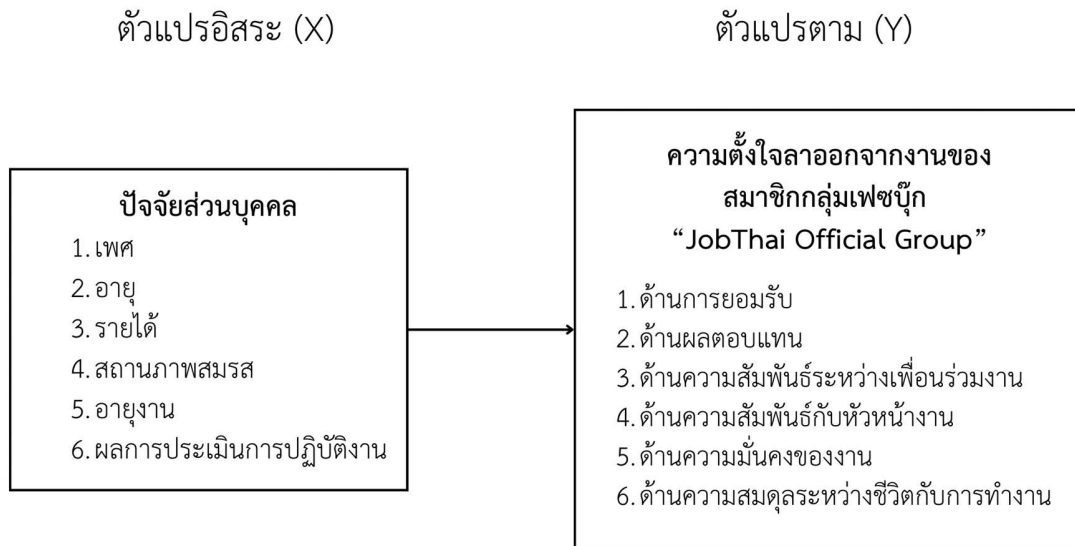 ตัวแปรอิสระ (X)
ตัวแปรตาม (Y)
ปัจจัยส่วนบุคคล
1. เพศ
2. อายุ
3. รายได้
4. สถานภาพสมรส
5. อายุงาน
6. ผลการประเมินการปฏิบัติงาน
ความตั้งใจลาออกจากงานของ
สมาชิกกลุ่มเฟซบุ๊ก
“JobThai Official Group”
1. ด้านการยอมรับ
2. ด้านผลตอบแทน
3. ด้านความสัมพันธ์ระหว่างเพื่อนร่วมงาน
4. ด้านความสัมพันธ์กับหัวหน้างาน
5. ด้านความมั่นคงของงาน
6. ด้านความสมดุลระหว่างชีวิตกับการทำงาน